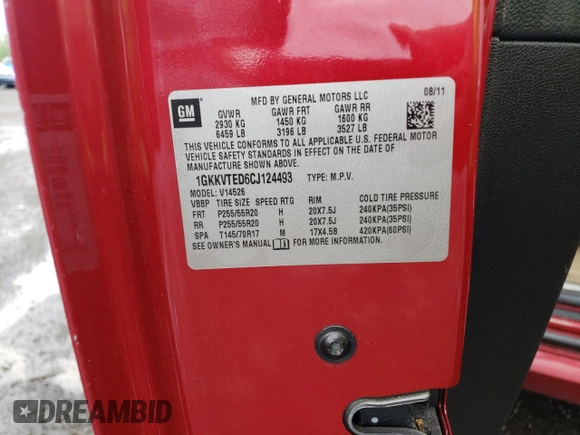 MFD BY GENERAL MOTORS LLC 08/11
GM
GVWR GAWR FRT GAWR RR
2930 KG 1450 KG 1600 KG
6459 LB 3196 LB 3527 LB
THIS VEHICLE CONFORMS TO ALL APPLICABLE U.S. FEDERAL MOTOR
VEHICLE SAFETY STANDARDS IN EFFECT ON THE DATE OF
MANUFACTURE SHOWN ABOVE.
1GKKVTED6CJ124493 TYPE: M.P.V.
MODEL: V14526
VBBP TIRE SIZE SPEED RTG RIM COLD TIRE PRESSURE
FRT P255/55R20 H 20X7.5J 240KPA(35PSI)
RR P255/55R20 H 20X7.5J 240KPA(35PSI)
SPA T145/70R17 M 17X4.5B 420KPA(60PSI)
SEE OWNER'S MANUAL FOR MORE INFORMATION.
DREAMBID